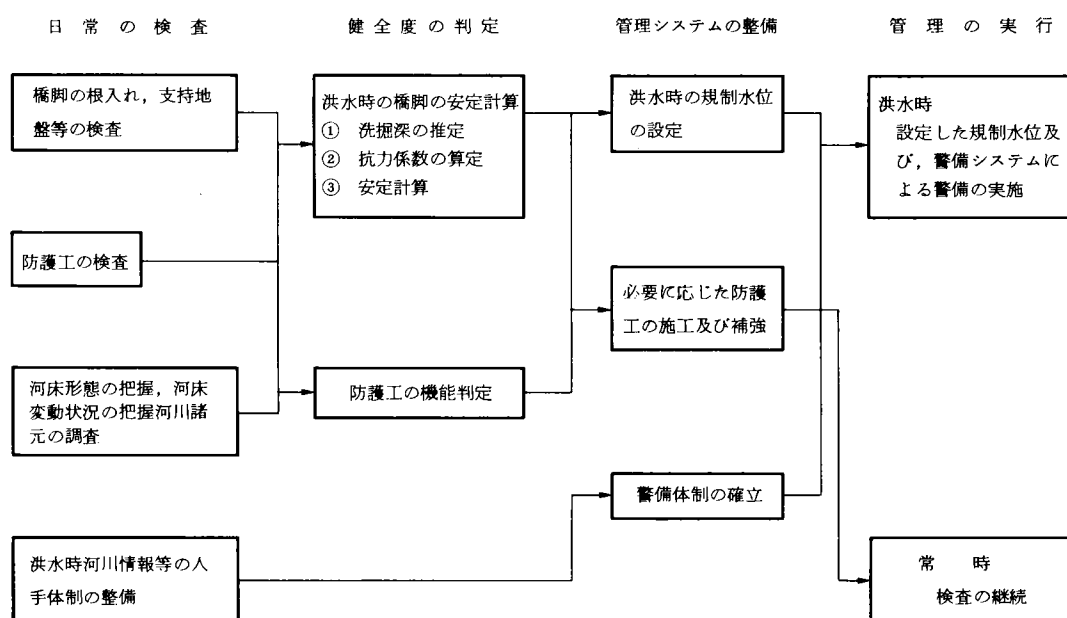 日常の検査
健全度の判定
管理システムの整備
管理の実行
橋脚の根入れ，支持地
盤等の検査
防護工の検査
河床形態の把握，河床
変動状況の把握河川諸
元の調査
洪水時河川情報等の人
手体制の整備
洪水時の橋脚の安定計算
① 洗掘深の推定
② 抗力係数の算定
③ 安定計算
防護工の機能判定
洪水時の規制水位
の設定
必要に応じた防護
工の施工及び補強
警備体制の確立
洪水時
設定した規制水位及
び，警備システムに
よる警備の実施
常時
検査の継続